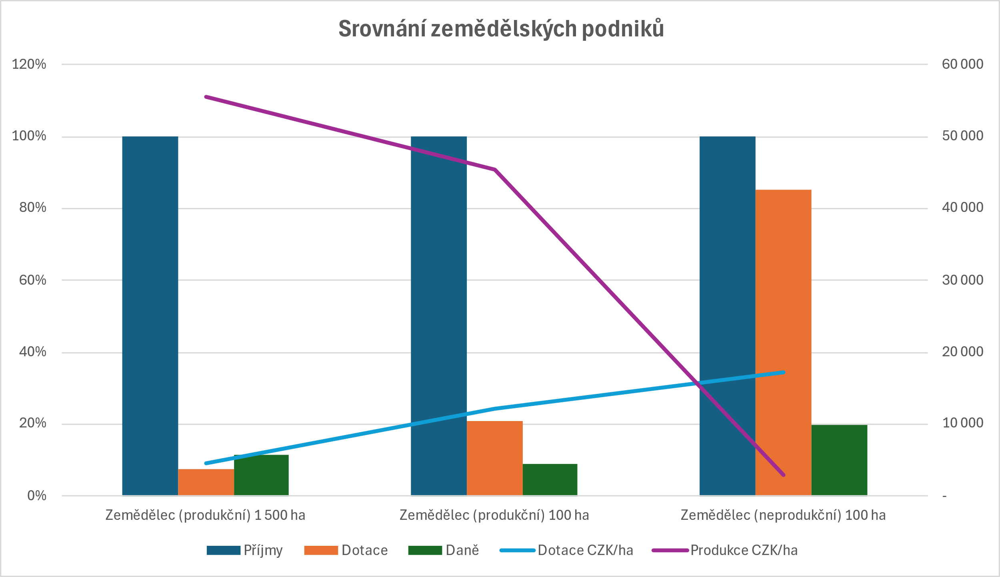 Srovnání zemědělských podniků
120%
100%
80%
60%
40%
20%
0%
60 000
50 000
40 000
30 000
20 000
10 000
-
Zemědělec (produkční) 1 500 ha
Zemědělec (produkční) 100 ha
Zemědělec (neprodukční) 100 ha
Příjmy
Dotace
Daně
Dotace CZK/ha
Produkce CZK/ha